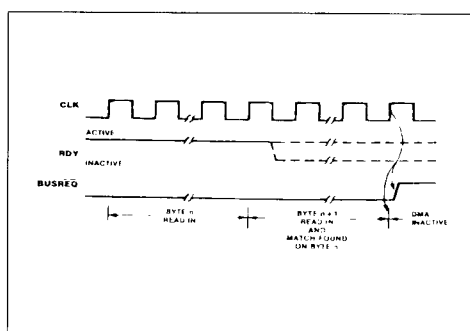 CLK
ACTIVE
RDY
INACTIVE
BUSREQ
BYTE n
READ IN
BYTE n + 1
READ IN
AND
MATCH FOUND
ON BYTE n
DMA
INACTIVE